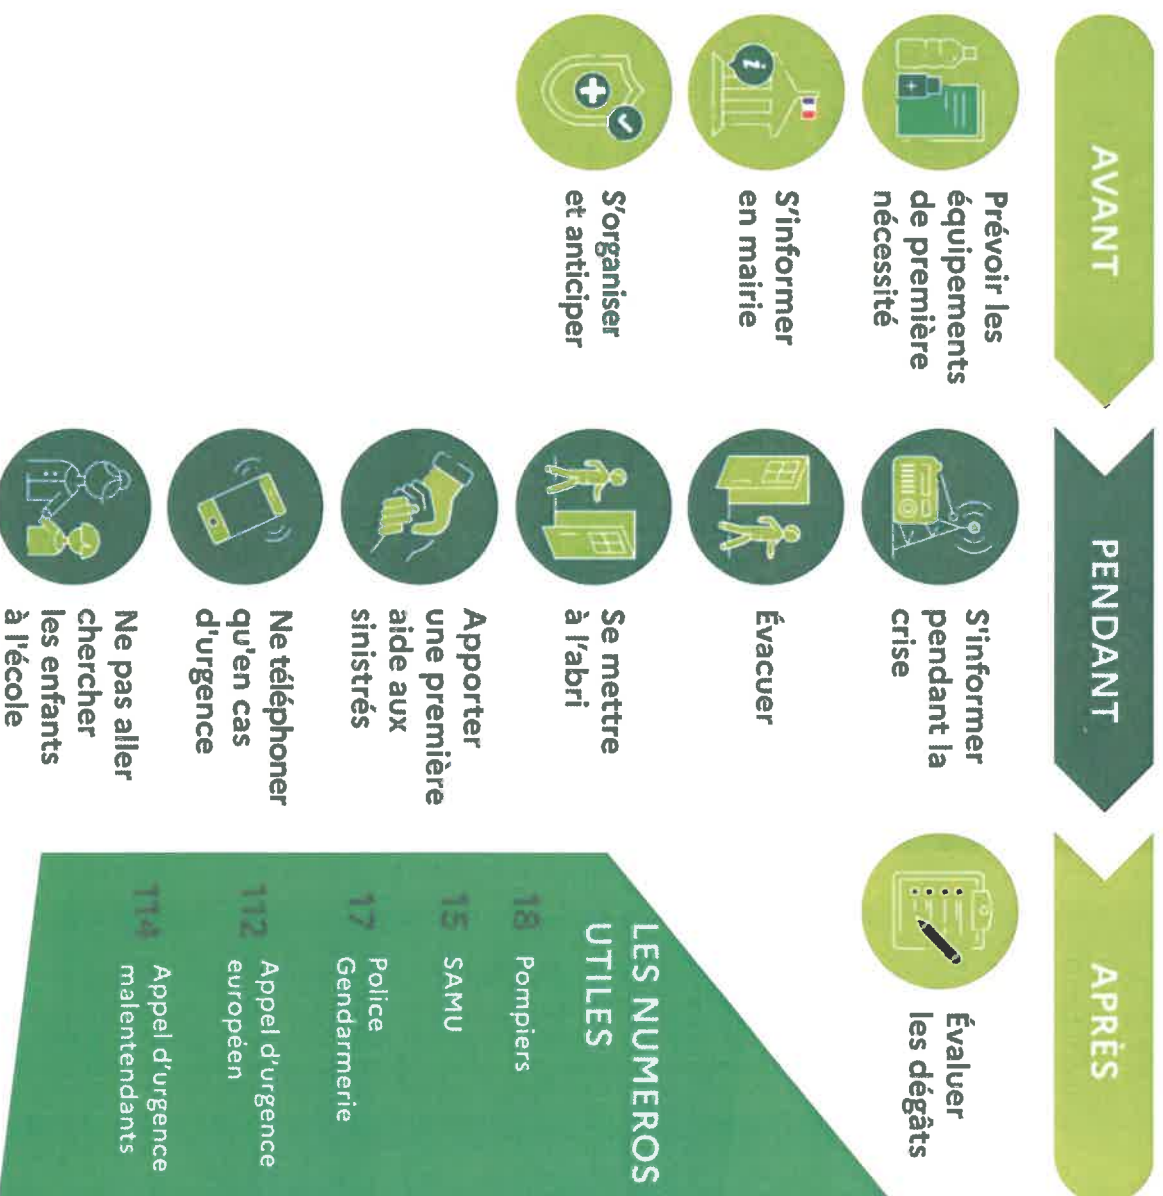 AVANT
Prévoir les
équipements
de première
nécessité
S'informer
en mairie
S'organiser
et anticiper
PENDANT
S'informer
pendant la
crise
Évacuer
Se mettre
à l'abri
Apporter
une première
aide aux
sinistrés
Ne téléphoner
qu'en cas
d'urgence
Ne pas aller
chercher
les enfants
à l'école
APRÈS
Évaluer
les dégâts
LES NUMEROS
UTILES
18 Pompiers
15 SAMU
17 Police
Gendarmerie
112 Appel d'urgence
européen
114 Appel d'urgence
malentendants